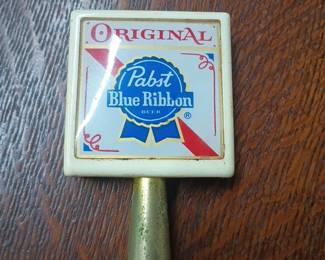 ORIGINAL
Pabst
Blue Ribbon
BEER
®